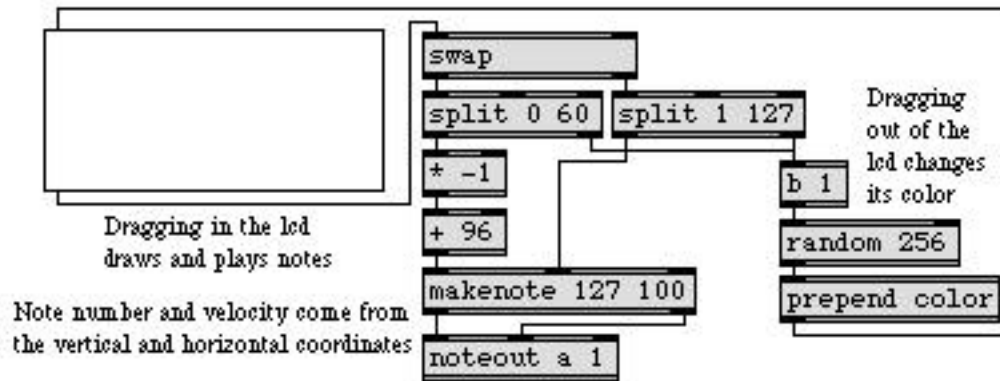 swap
split 0 60
split 1 127
Dragging
out of the
lcd changes
its color
* -1
b 1
Dragging in the lcd
draws and plays notes
+ 96
random 256
makenote 127 100
prepend color
Note number and velocity come from
the vertical and horizontal coordinates
noteout a 1